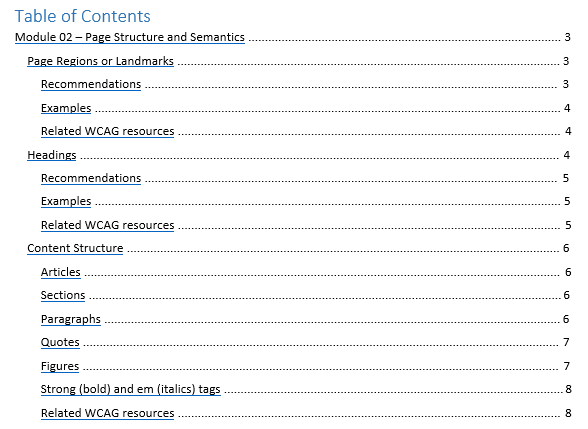 Table of Contents
Module 02 – Page Structure and Semantics ........................ 3
Page Regions or Landmarks ........................ 3
Recommendations ........................ 3
Examples ........................ 4
Related WCAG resources ........................ 4
Headings ........................ 4
Recommendations ........................ 5
Examples ........................ 5
Related WCAG resources ........................ 5
Content Structure ........................ 6
Articles ........................ 6
Sections ........................ 6
Paragraphs ........................ 6
Quotes ........................ 7
Figures ........................ 7
Strong (bold) and em (italics) tags ........................ 8
Related WCAG resources ........................ 8